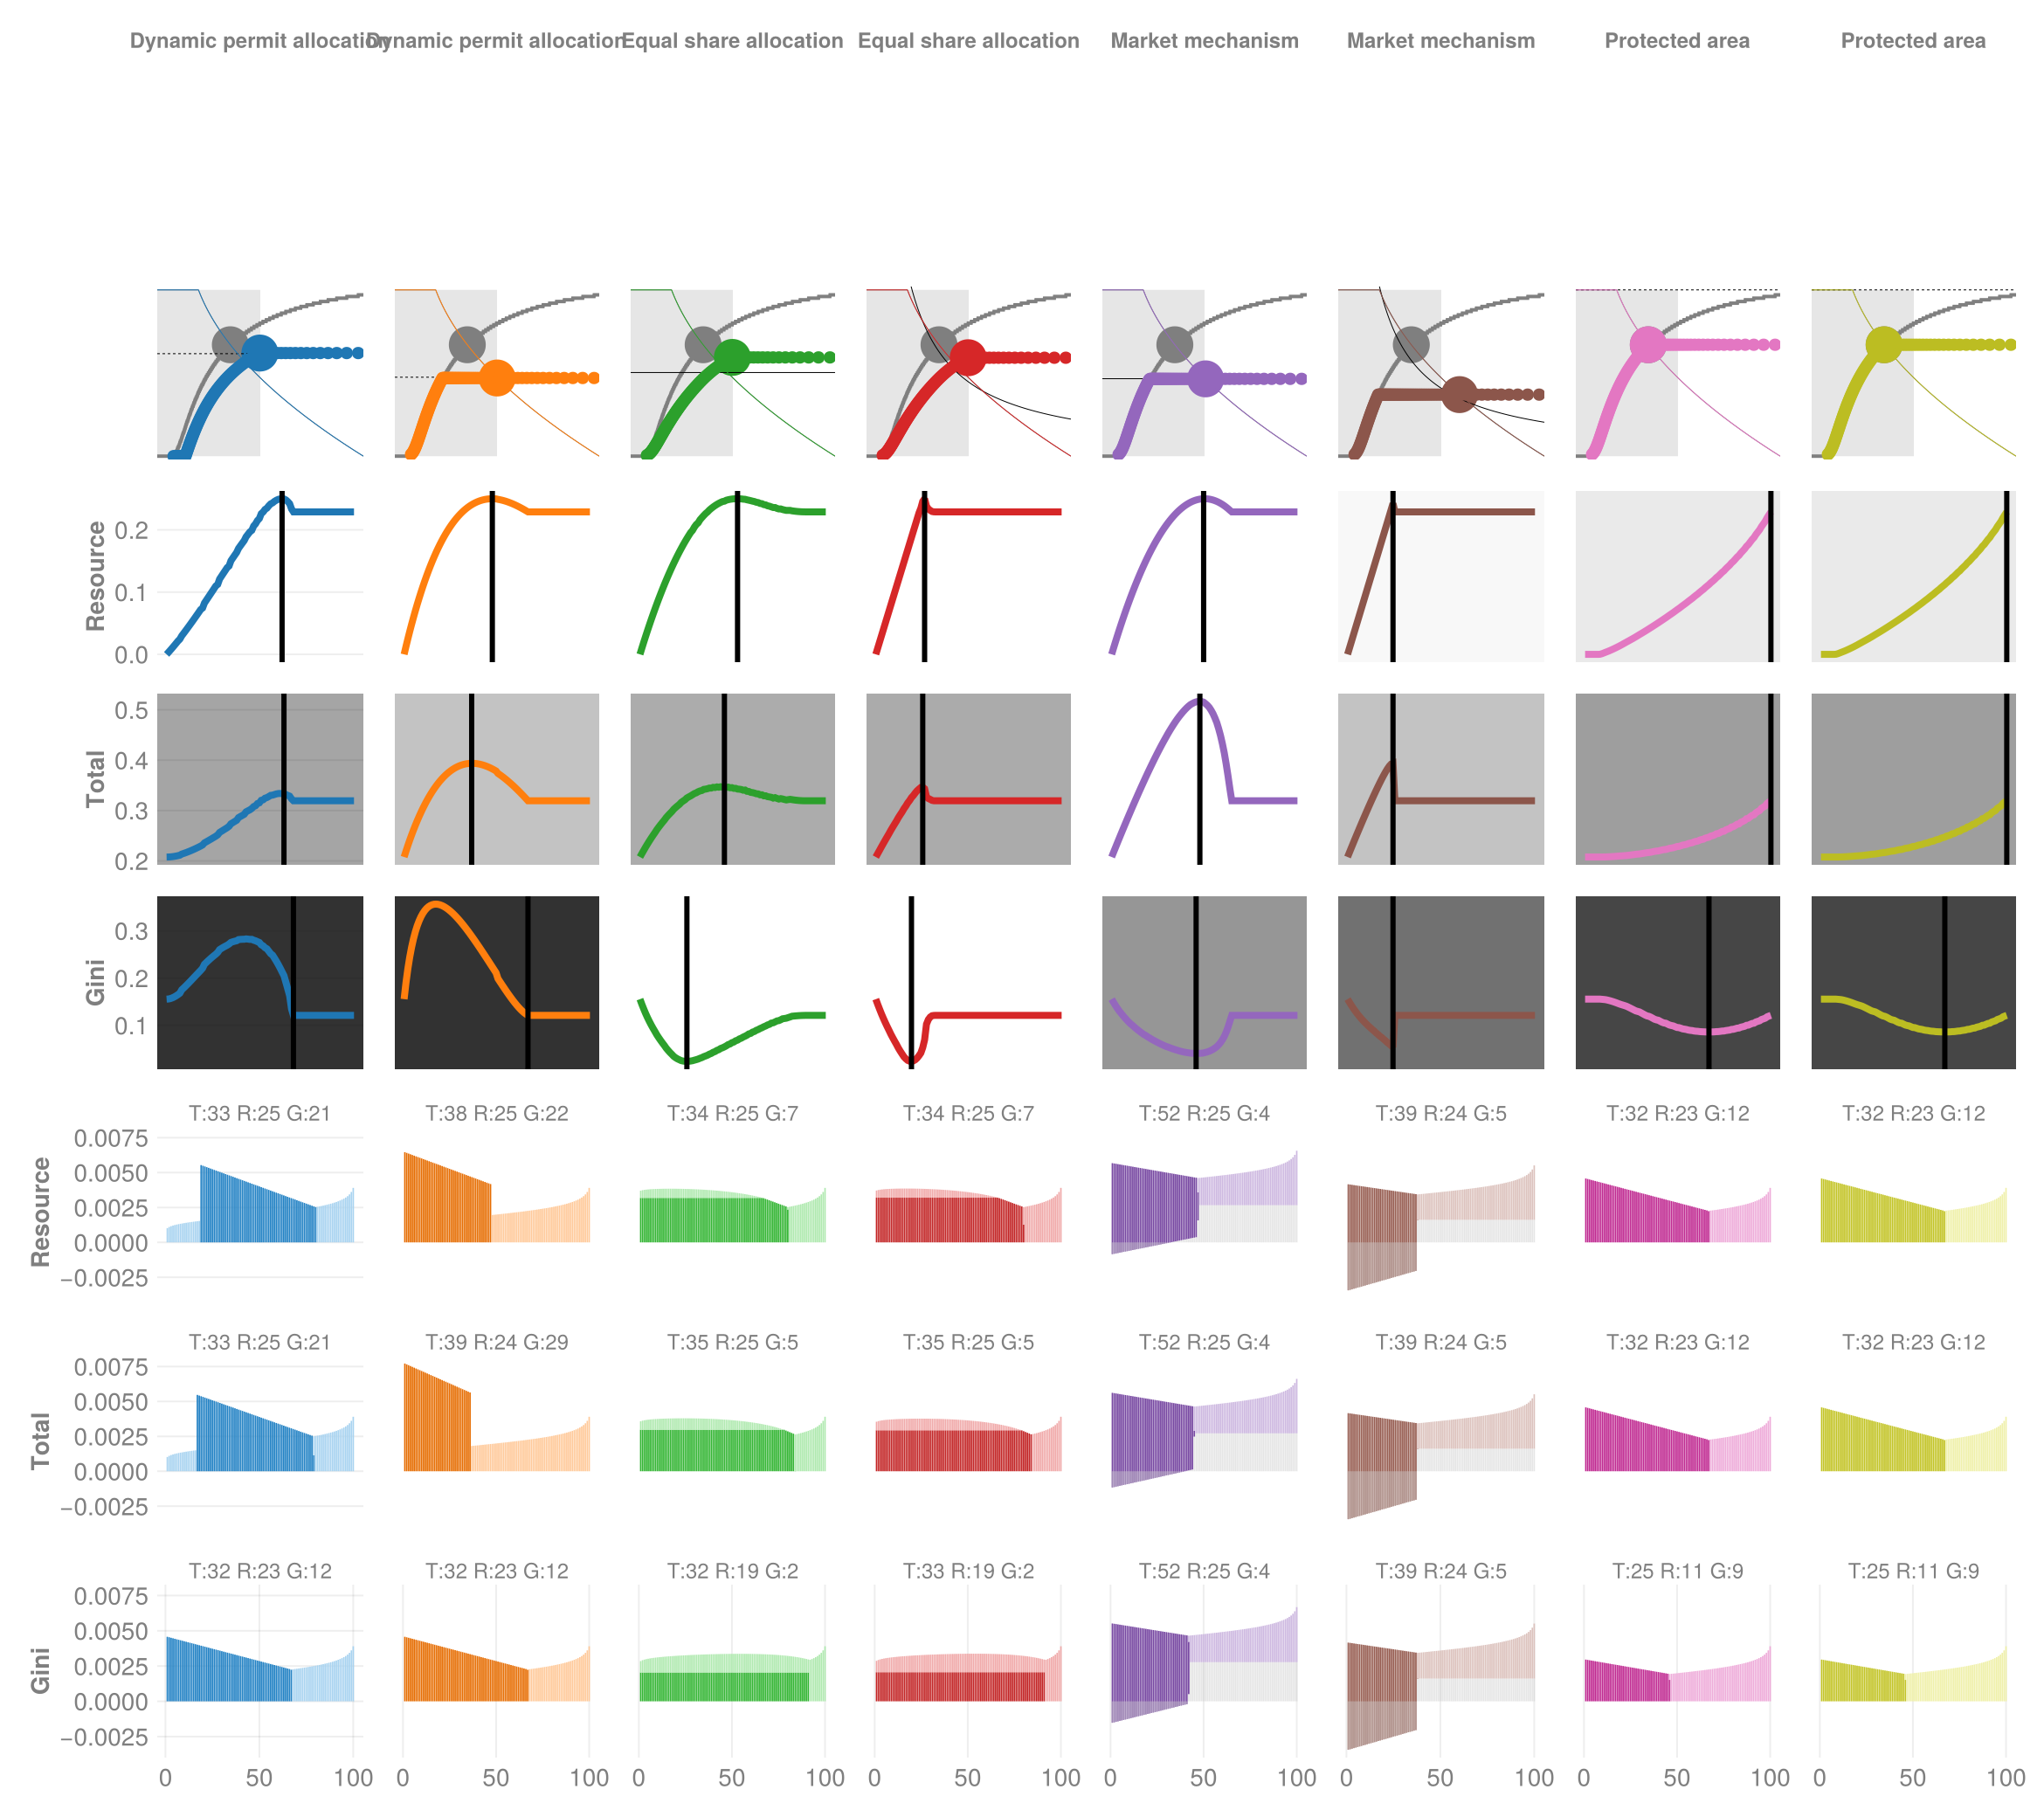 Dynamic permit allocation Dynamic permit allocation Equal share allocation Equal share allocation Market mechanism Market mechanism Protected area Protected area
Resource
0.2
0.1
0.0
Total
0.5
0.4
0.3
0.2
Gini
0.3
0.2
0.1
T:33 R:25 G:21 T:38 R:25 G:22 T:34 R:25 G:7 T:34 R:25 G:7 T:52 R:25 G:4 T:39 R:24 G:5 T:32 R:23 G:12 T:32 R:23 G:12
Resource
0.0075
0.0050
0.0025
0.0000
−0.0025
T:33 R:25 G:21 T:39 R:24 G:29 T:35 R:25 G:5 T:35 R:25 G:5 T:52 R:25 G:4 T:39 R:24 G:5 T:32 R:23 G:12 T:32 R:23 G:12
Total
0.0075
0.0050
0.0025
0.0000
−0.0025
T:32 R:23 G:12 T:32 R:23 G:12 T:32 R:19 G:2 T:33 R:19 G:2 T:52 R:25 G:4 T:39 R:24 G:5 T:25 R:11 G:9 T:25 R:11 G:9
Gini
0.0075
0.0050
0.0025
0.0000
−0.0025
0 50 100 0 50 100 0 50 100 0 50 100 0 50 100 0 50 100 0 50 100 0 50 100